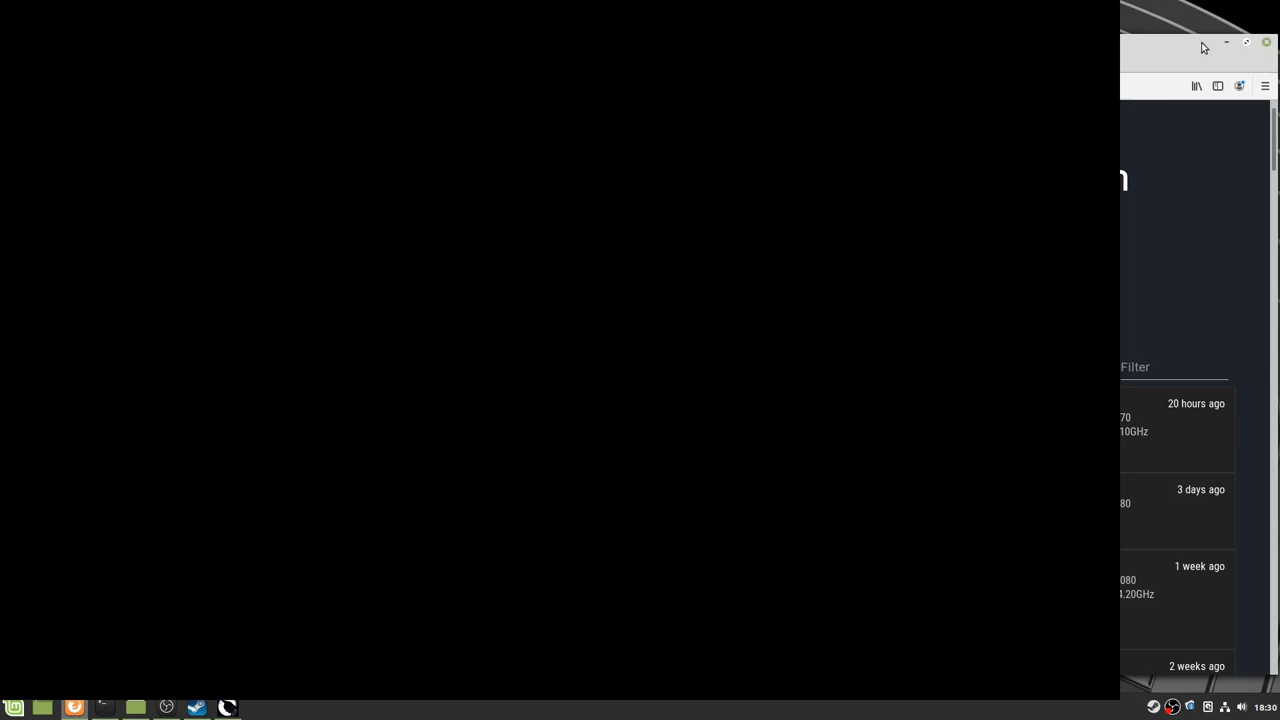 Filter
20 hours ago
70
10GHz
3 days ago
80
1 week ago
080
4.20GHz
2 weeks ago
18:30